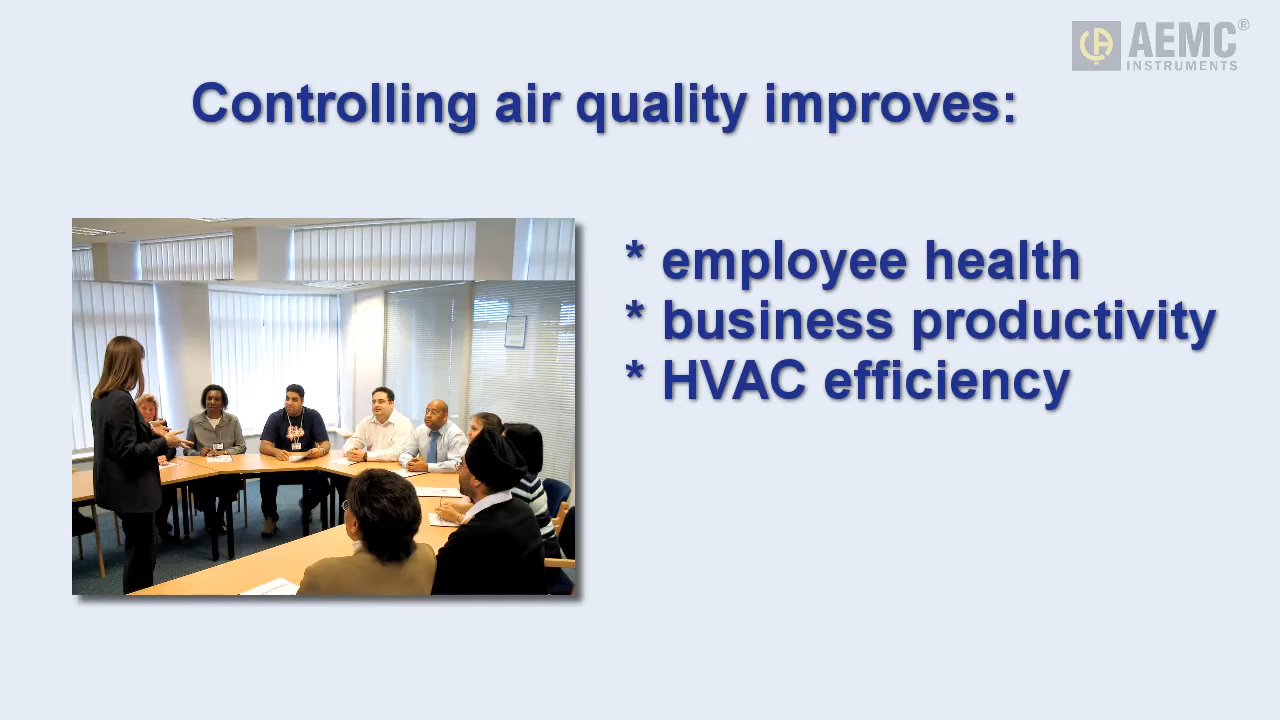 AEMC®
INSTRUMENTS
Controlling air quality improves:
* employee health
* business productivity
* HVAC efficiency